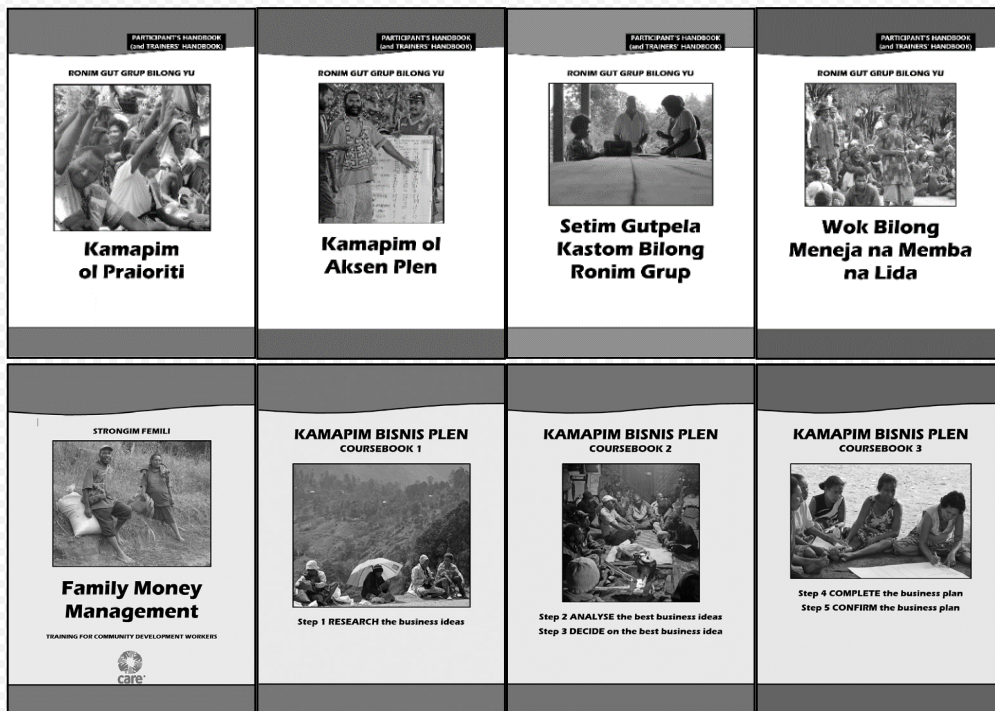 PARTICIPANT'S HANDBOOK
(and TRAINERS' HANDBOOK)
RONIM GUT GRUP BILONG YU
Kamapim
ol Praioriti
PARTICIPANT'S HANDBOOK
(and TRAINERS' HANDBOOK)
RONIM GUT GRUP BILONG YU
Kamapim ol
Aksen Plen
PARTICIPANT'S HANDBOOK
(and TRAINERS' HANDBOOK)
RONIM GUT GRUP BILONG YU
Setim Gutpela
Kastom Bilong
Ronim Grup
PARTICIPANT'S HANDBOOK
(and TRAINERS' HANDBOOK)
RONIM GUT GRUP BILONG YU
Wok Bilong
Meneja na Memba
na Lida
STRONGIM FEMILI
Family Money
Management
TRAINING FOR COMMUNITY DEVELOPMENT WORKERS
care
KAMAPIM BISNIS PLEN
COURSEBOOK 1
Step 1 RESEARCH the business ideas
KAMAPIM BISNIS PLEN
COURSEBOOK 2
Step 2 ANALYSE the best business ideas
Step 3 DECIDE on the best business idea
KAMAPIM BISNIS PLEN
COURSEBOOK 3
Step 4 COMPLETE the business plan
Step 5 CONFIRM the business plan